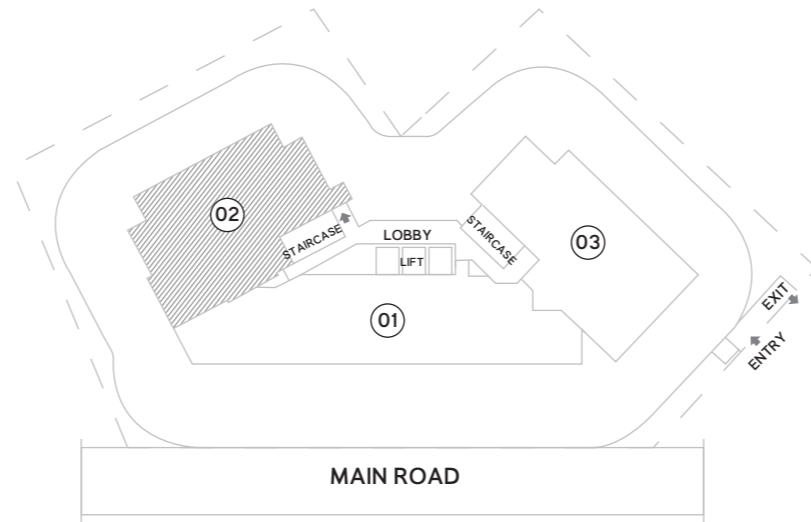 02
STAIRCASE
LOBBY
LIFT
STAIRCASE
03
01
EXIT
ENTRY
MAIN ROAD